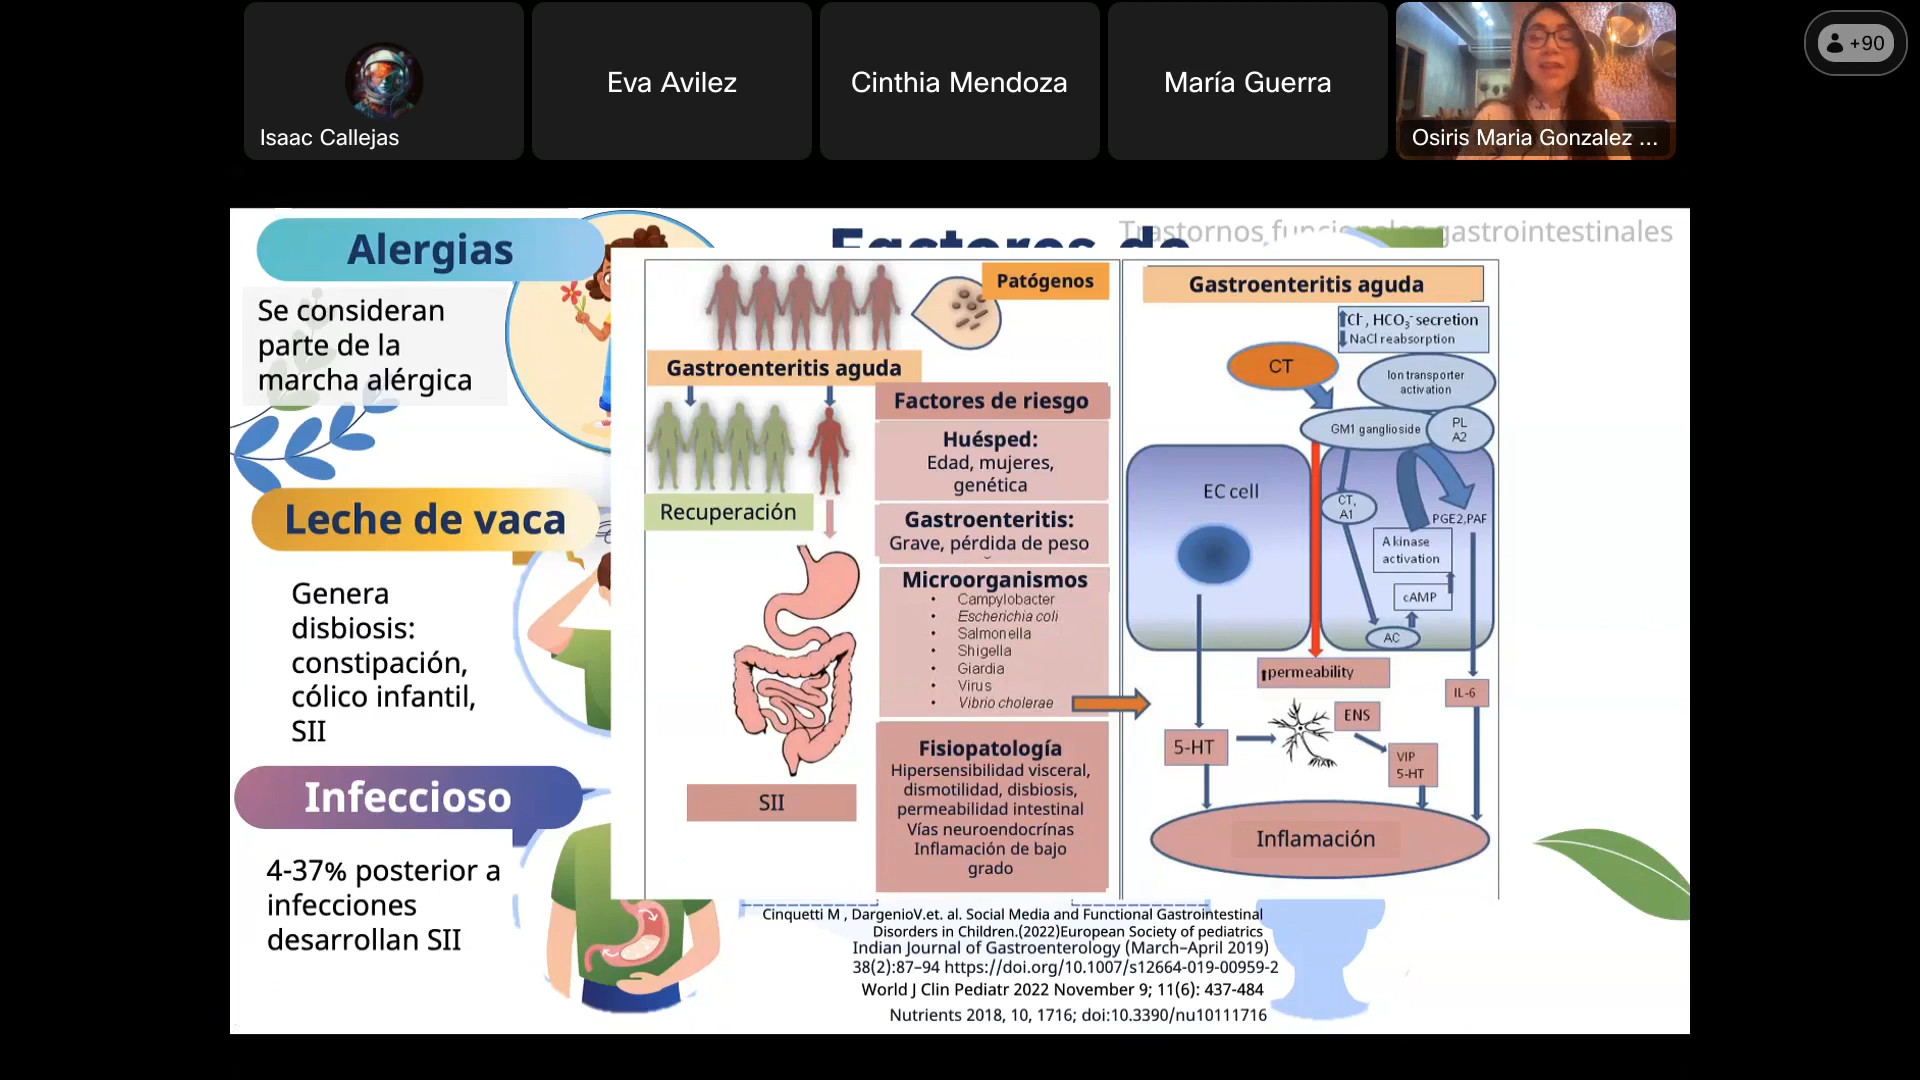 Isaac Callejas
Eva Avilez
Cinthia Mendoza
María Guerra
Osiris Maria Gonzalez ...
+90
Trastornos funcionales gastrointestinales
Factores de
Alergias
Se consideran
parte de la
marcha alérgica
Leche de vaca
Genera
disbiosis:
constipación,
cólico infantil,
SII
Infeccioso
4-37% posterior a
infecciones
desarrollan SII
Patógenos
Gastroenteritis aguda
Recuperación
SII
Factores de riesgo
Huésped:
Edad, mujeres,
genética
Gastroenteritis:
Grave, pérdida de peso
Microorganismos
• Campylobacter
• Escherichia coli
• Salmonella
• Shigella
• Giardia
• Virus
• Vibrio cholerae
Fisiopatología
Hipersensibilidad visceral,
dismotilidad, disbiosis,
permeabilidad intestinal
Vías neuroendocrínas
Inflamación de bajo
grado
Gastroenteritis aguda
Cl-, HCO3- secretion
NaCl reabsorption
CT
Ion transporter
activation
GM1 ganglioside
PL
A2
EC cell
CT,
A1
PGE2,PAF
A kinase
activation
cAMP
AC
permeability
IL-6
ENS
5-HT
VIP
5-HT
Inflamación
Cinquetti M , DargenioV.et. al. Social Media and Functional Gastrointestinal
Disorders in Children.(2022)European Society of pediatrics
Indian Journal of Gastroenterology (March–April 2019)
38(2):87–94 https://doi.org/10.1007/s12664-019-00959-2
World J Clin Pediatr 2022 November 9; 11(6): 437-484
Nutrients 2018, 10, 1716; doi:10.3390/nu10111716